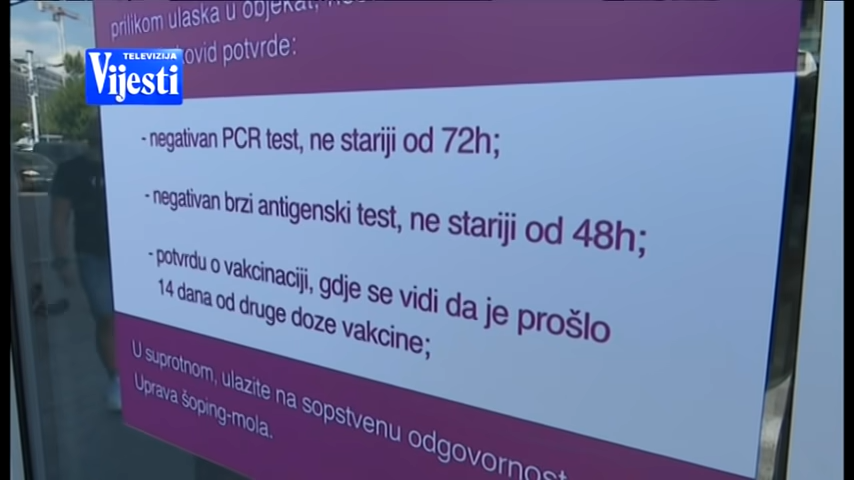 prilikom ulaska u objekat,
TELEVIZIJA
Vijesti
kovid potvrde:
- negativan PCR test, ne stariji od 72h;
- negativan brzi antigenski test, ne stariji od 48h;
- potvrdu o vakcinaciji, gdje se vidi da je prošlo
14 dana od druge doze vakcine;
U suprotnom, ulazite na sopstvenu odgovornost
Uprava šoping-mola.